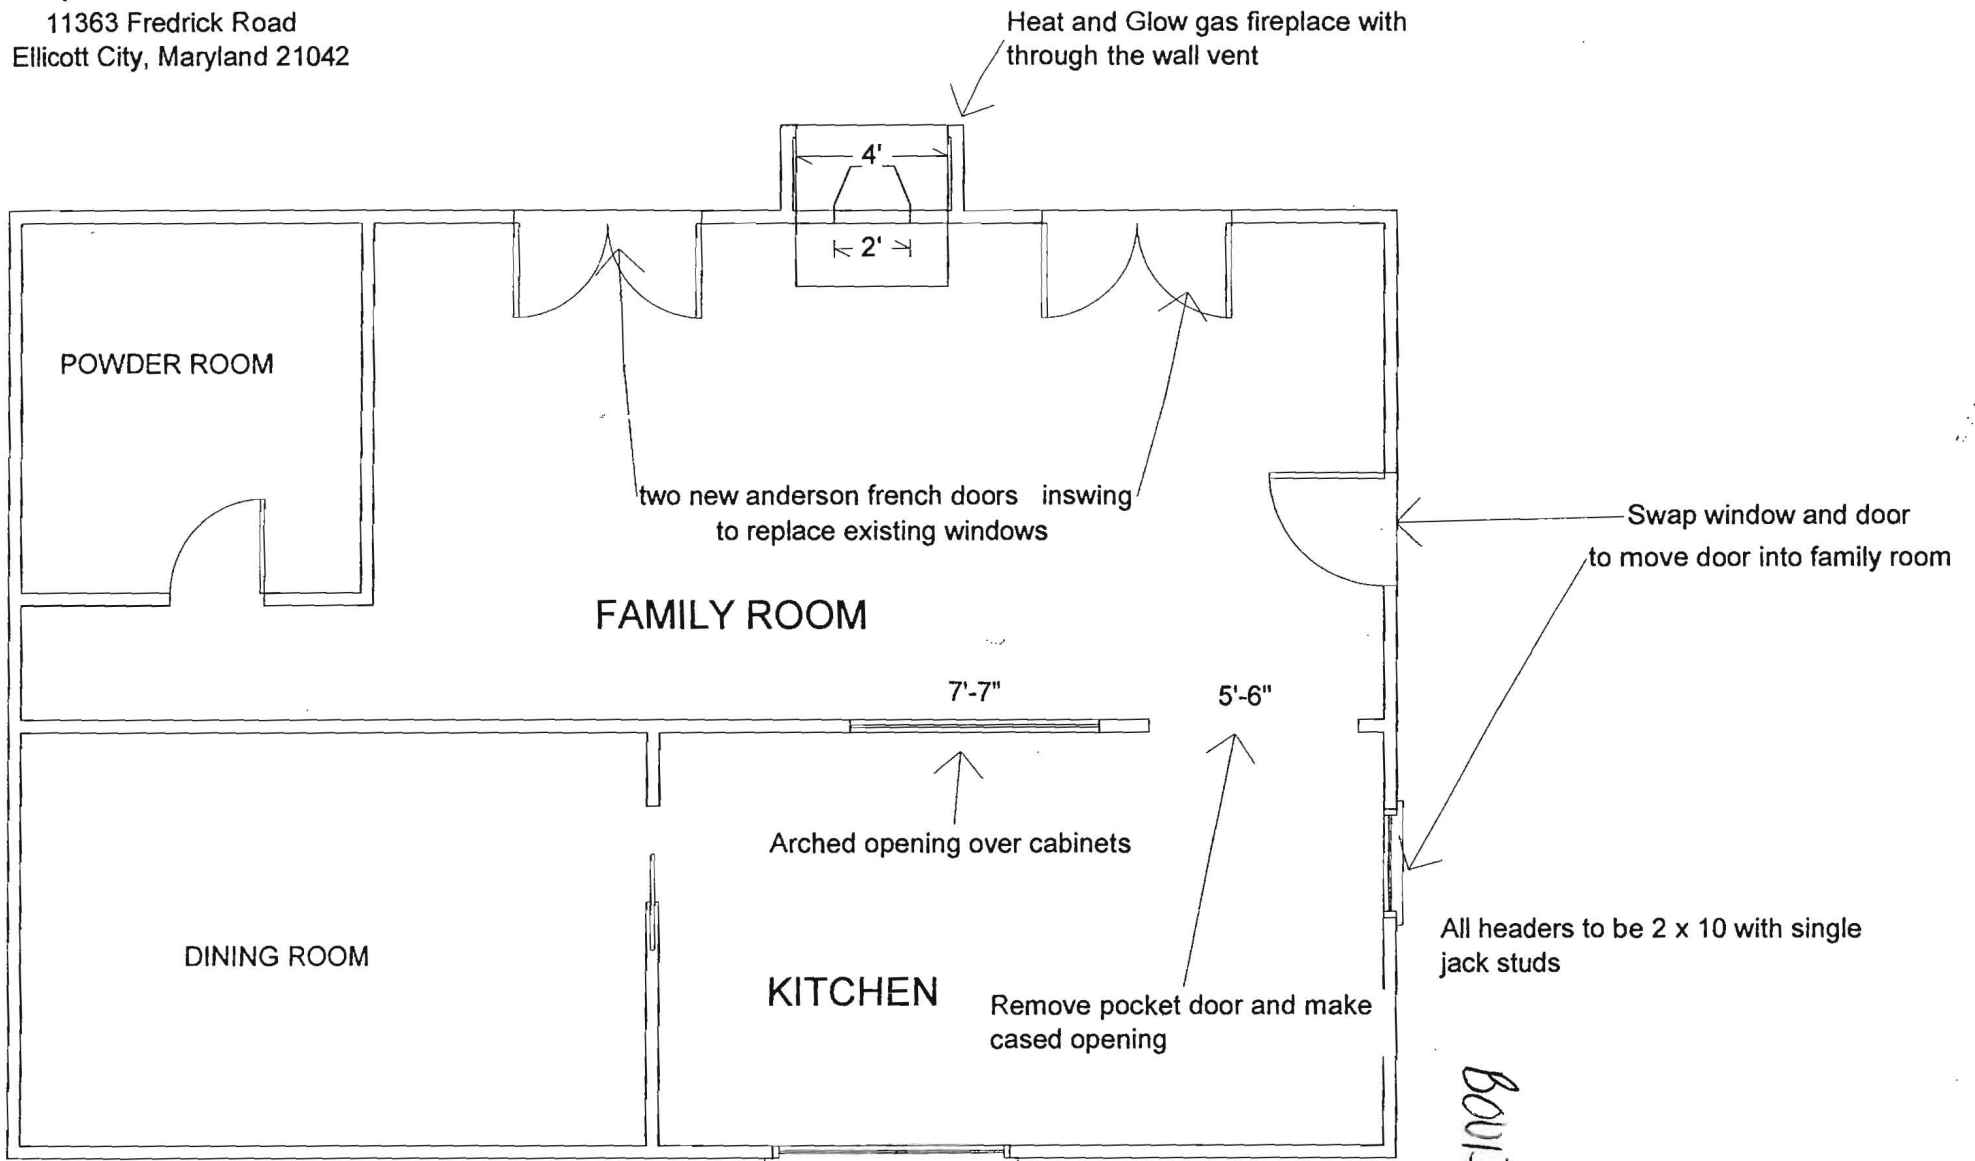 11363 Fredrick Road
Ellicott City, Maryland 21042
Heat and Glow gas fireplace with
through the wall vent
4'
2'
POWDER ROOM
two new anderson french doors inswing
to replace existing windows
Swap window and door
to move door into family room
FAMILY ROOM
7'-7"
5'-6"
Arched opening over cabinets
All headers to be 2 x 10 with single
jack studs
DINING ROOM
KITCHEN
Remove pocket door and make
cased opening